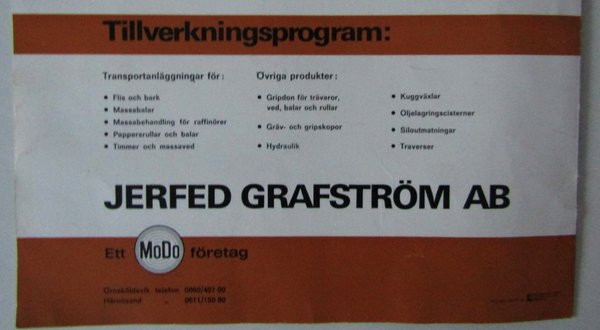 Tillverkningsprogram:
Transportanläggningar för:
• Flis och bark
• Massabalar
• Massabehandling för raffinörer
• Pappersrullar och balar
• Timmer och massaved
Övriga produkter:
• Gripdon för trävaror,
ved, balar och rullar
• Gräv- och gripskopor
• Hydraulik
• Kuggväxlar
• Oljelagringscisterner
• Siloutmatningar
• Traverser
JERFED GRAFSTRÖM AB
Ett MoDo företag
Örnsköldsvik telefon 0660/407 00
Härnösand " 0611/150 80